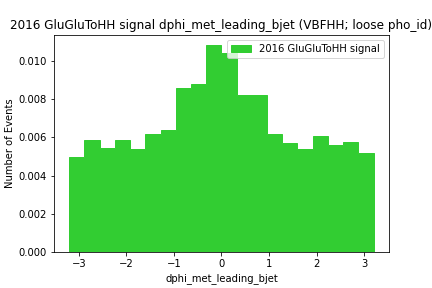 2016 GluGluToHH signal dphi_met_leading_bjet (VBFHH; loose pho_id)
2016 GluGluToHH signal
Number of Events
0.010
0.008
0.006
0.004
0.002
0.000
−3 −2 −1 0 1 2 3
dphi_met_leading_bjet